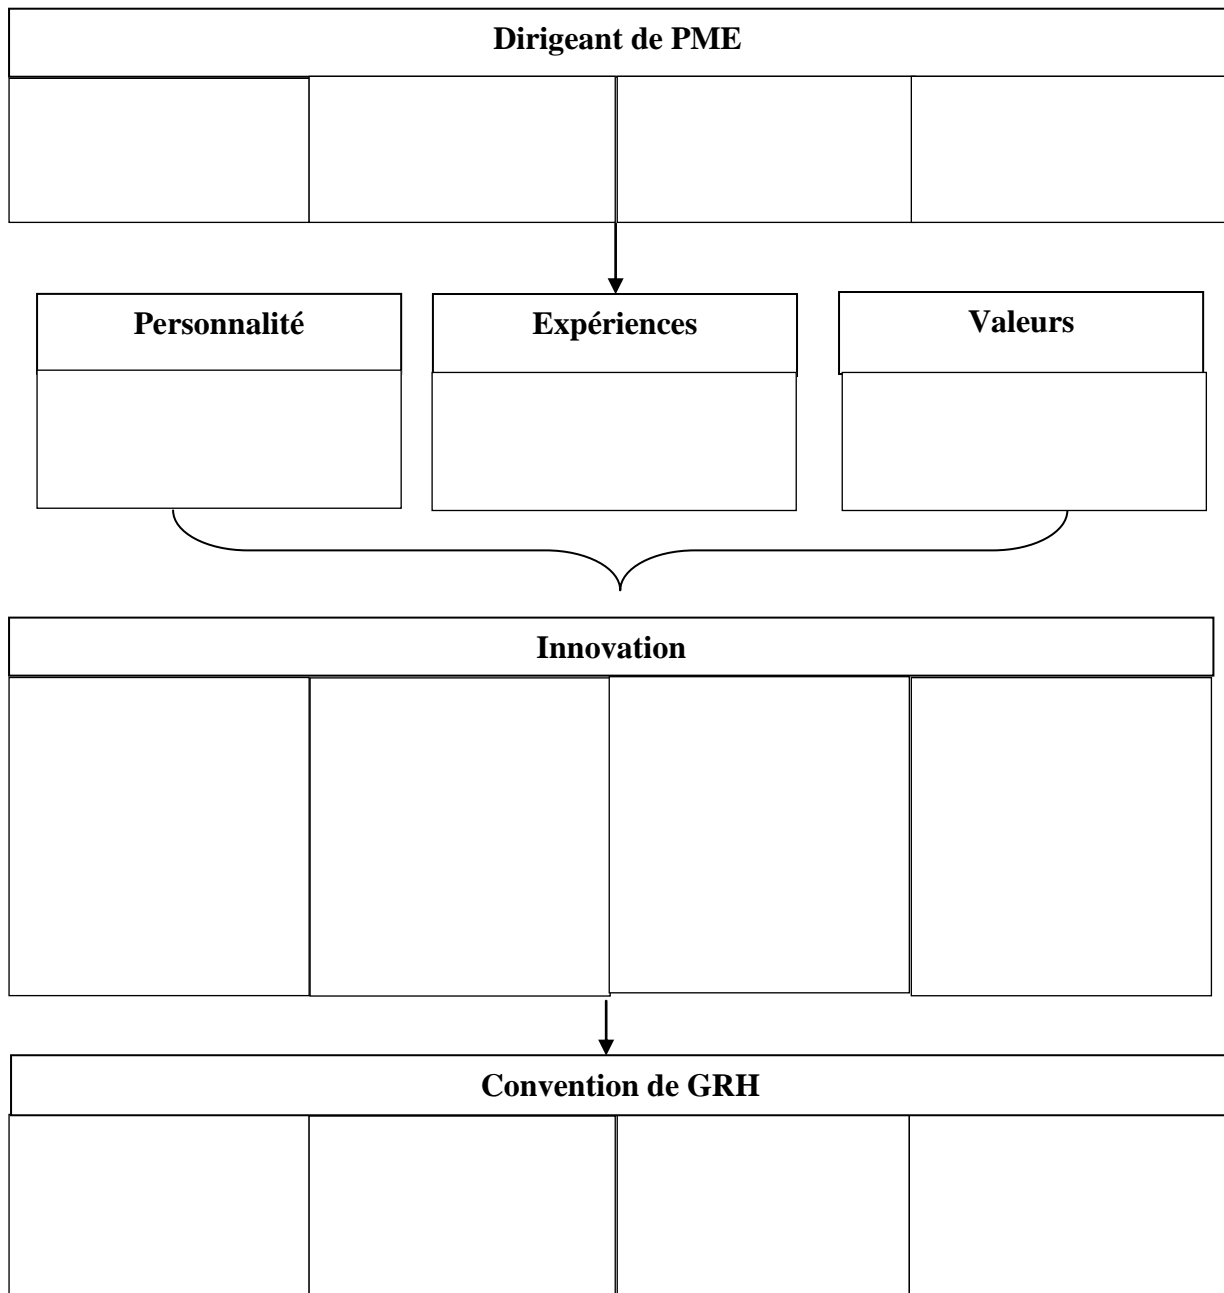 Dirigeant de PME
Personnalité
Expériences
Valeurs
Innovation
Convention de GRH